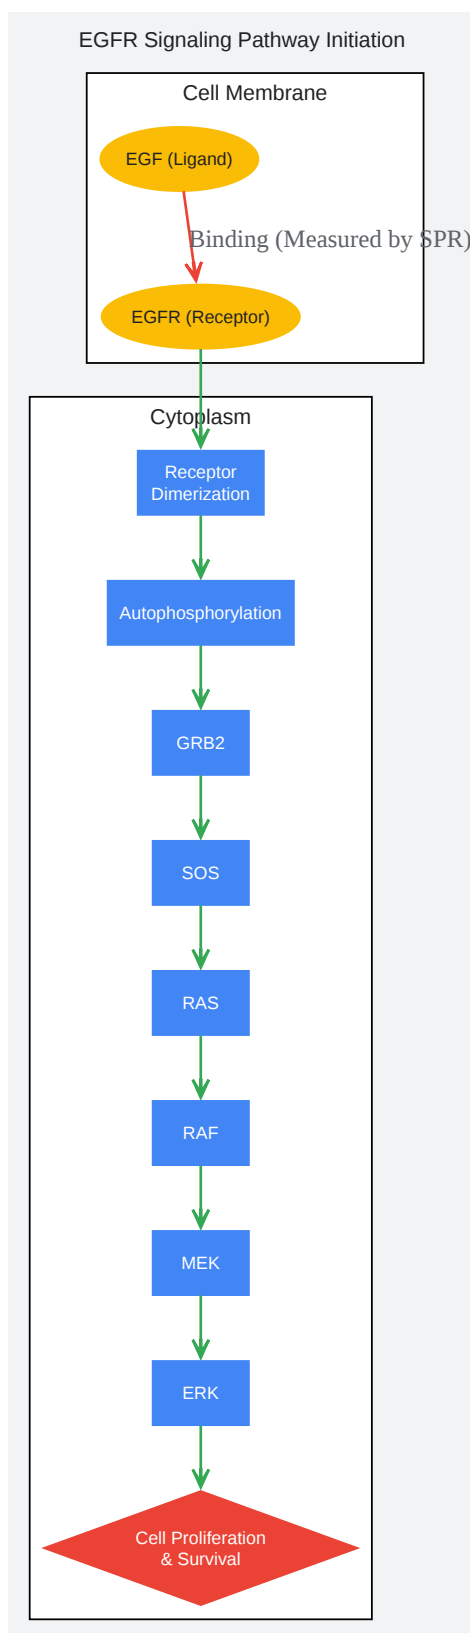 EGFR Signaling Pathway Initiation
Cell Membrane
EGF (Ligand)
Binding (Measured by SPR)
EGFR (Receptor)
Cytoplasm
Receptor
Dimerization
Autophosphorylation
GRB2
SOS
RAS
RAF
MEK
ERK
Cell Proliferation
& Survival